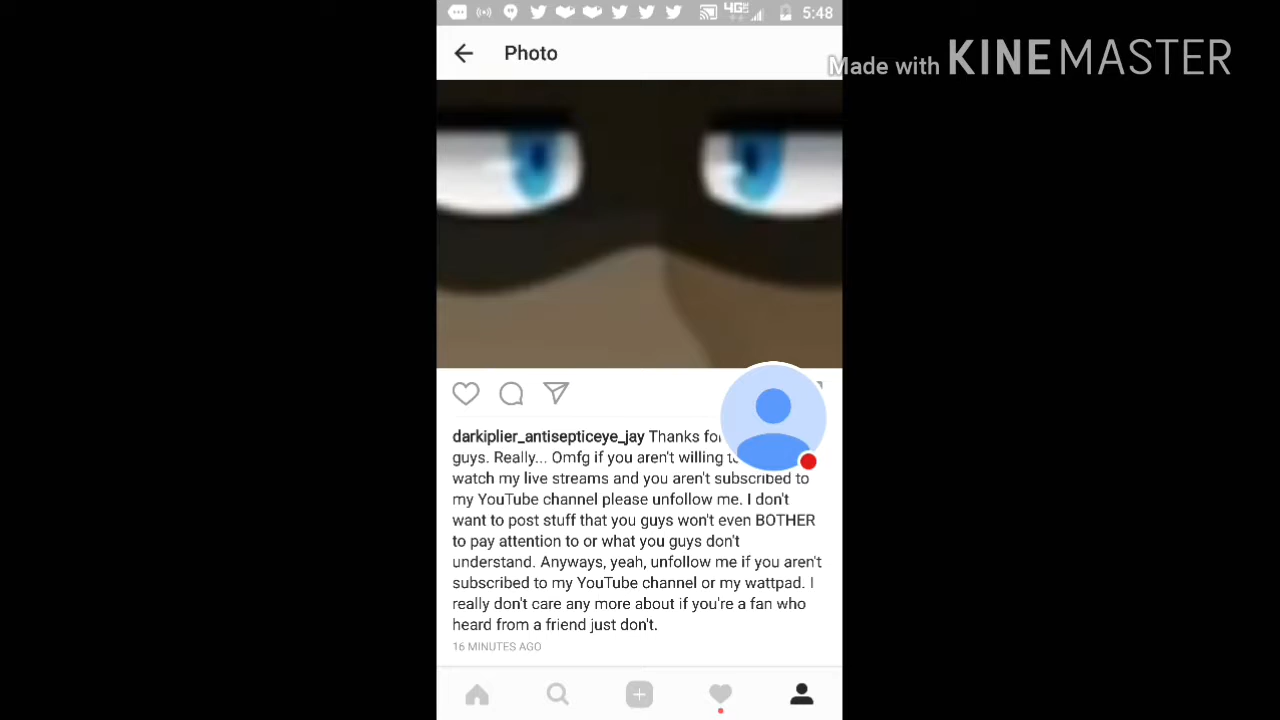 4G
5:48
Photo
Made with KINEMASTER
darkiplier_antisepticeye_jay Thanks for
guys. Really... Omfg if you aren't willing to
watch my live streams and you aren't subscribed to
my YouTube channel please unfollow me. I don't
want to post stuff that you guys won't even BOTHER
to pay attention to or what you guys don't
understand. Anyways, yeah, unfollow me if you aren't
subscribed to my YouTube channel or my wattpad. I
really don't care any more about if you're a fan who
heard from a friend just don't.
16 MINUTES AGO